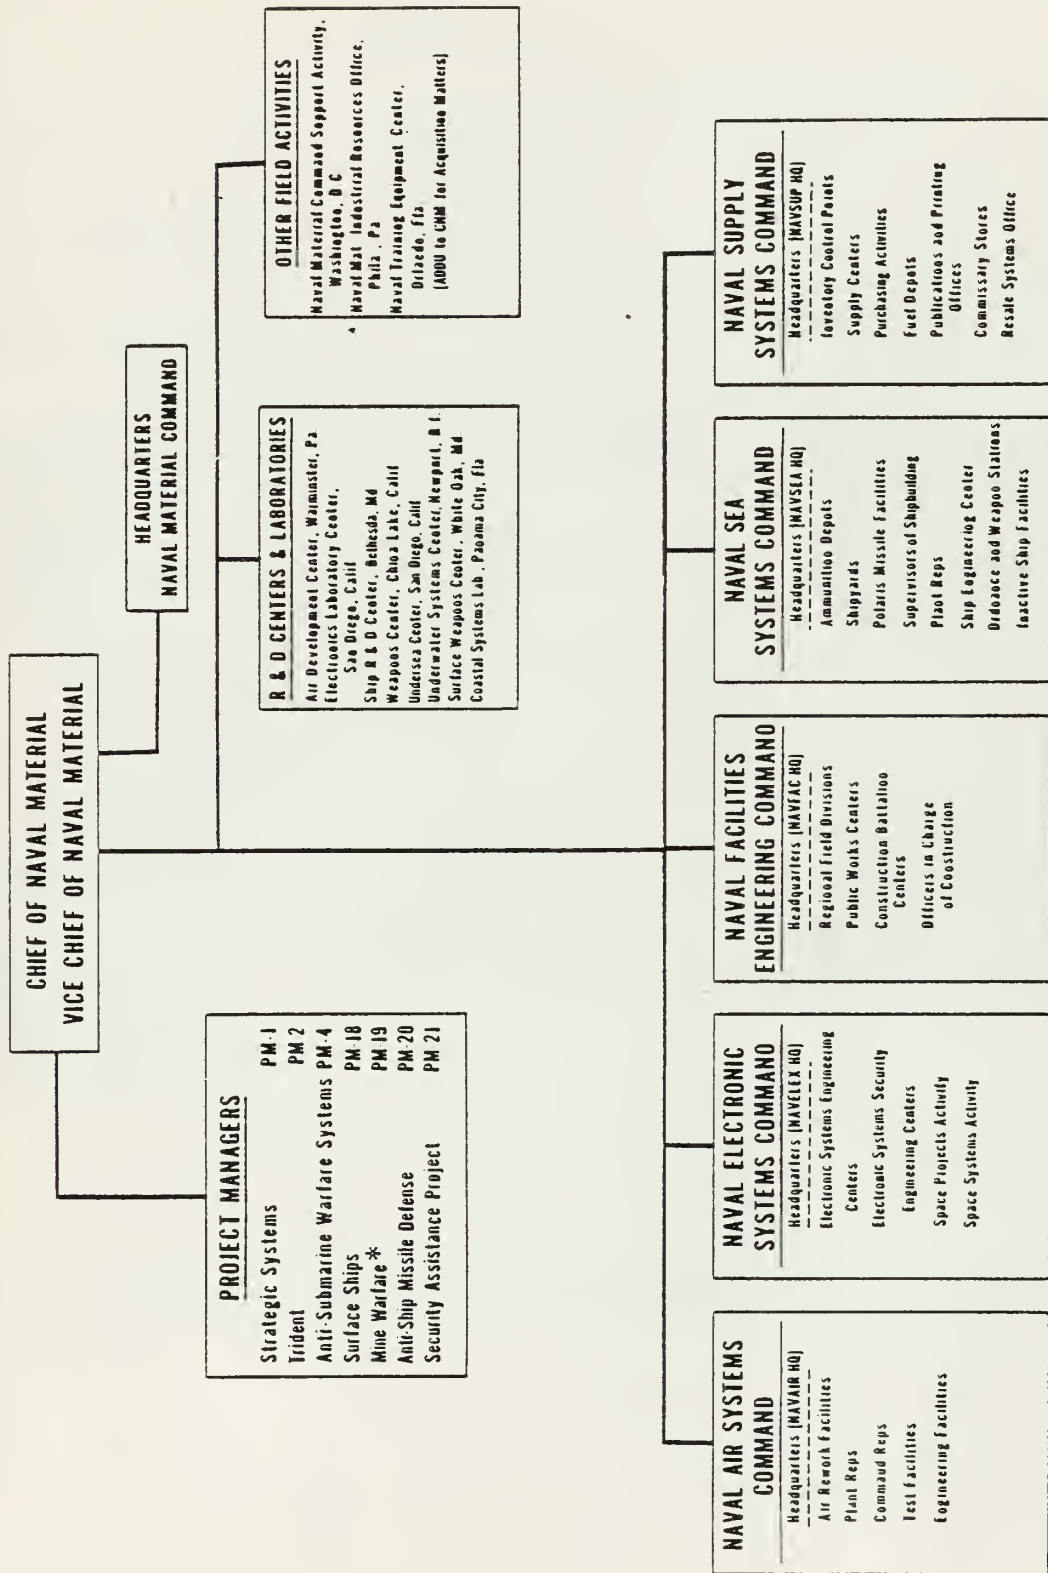 CHIEF OF NAVAL MATERIAL
VICE CHIEF OF NAVAL MATERIAL
HEADQUARTERS
NAVAL MATERIAL COMMAND
PROJECT MANAGERS
Strategic Systems PM-1
Trident PM 2
Anti-Submarine Warfare Systems PM-4
Surface Ships PM-18
Mine Warfare * PM-19
Anti-Ship Missile Defense PM-20
Security Assistance Project PM 21
R & D CENTERS & LABORATORIES
Air Development Center, Warminster, Pa
Electronics Laboratory Center,
San Diego, Calif
Ship R & D Center, Bethesda, Md
Weapons Center, China Lake, Calif
Undersea Center, San Diego, Calif
Underwater Systems Center, Newport, R I
Surface Weapons Center, White Oak, Md
Coastal Systems Lab, Panama City, Fla
OTHER FIELD ACTIVITIES
Naval Material Command Support Activity,
Washington, D C
Naval Mat Industrial Resources Office,
Phila, Pa
Naval Training Equipment Center,
Orlando, Fla
(ADDU to CNM for Acquisition Matters)
NAVAL AIR SYSTEMS
COMMAND
Headquarters (NAVAIR HQ)
Air Rework Facilities
Plant Reps
Command Reps
Test Facilities
Engineering Facilities
NAVAL ELECTRONIC
SYSTEMS COMMAND
Headquarters (NAVELEX HQ)
Electronic Systems Engineering
Centers
Electronic Systems Security
Engineering Centers
Space Projects Activity
Space Systems Activity
NAVAL FACILITIES
ENGINEERING COMMAND
Headquarters (NAVFAC HQ)
Regional Field Divisions
Public Works Centers
Construction Battalion
Centers
Officers in Charge
of Construction
NAVAL SEA
SYSTEMS COMMAND
Headquarters (NAVSEA HQ)
Ammunition Depots
Shipyards
Polaris Missile Facilities
Supervisors of Shipbuilding
Plant Reps
Ship Engineering Center
Ordnance and Weapon Stations
Inactive Ship Facilities
NAVAL SUPPLY
SYSTEMS COMMAND
Headquarters (NAVSUP HQ)
Inventory Control Points
Supply Centers
Purchasing Activities
Fuel Depots
Publications and Printing
Offices
Commissary Stores
Resale Systems Office